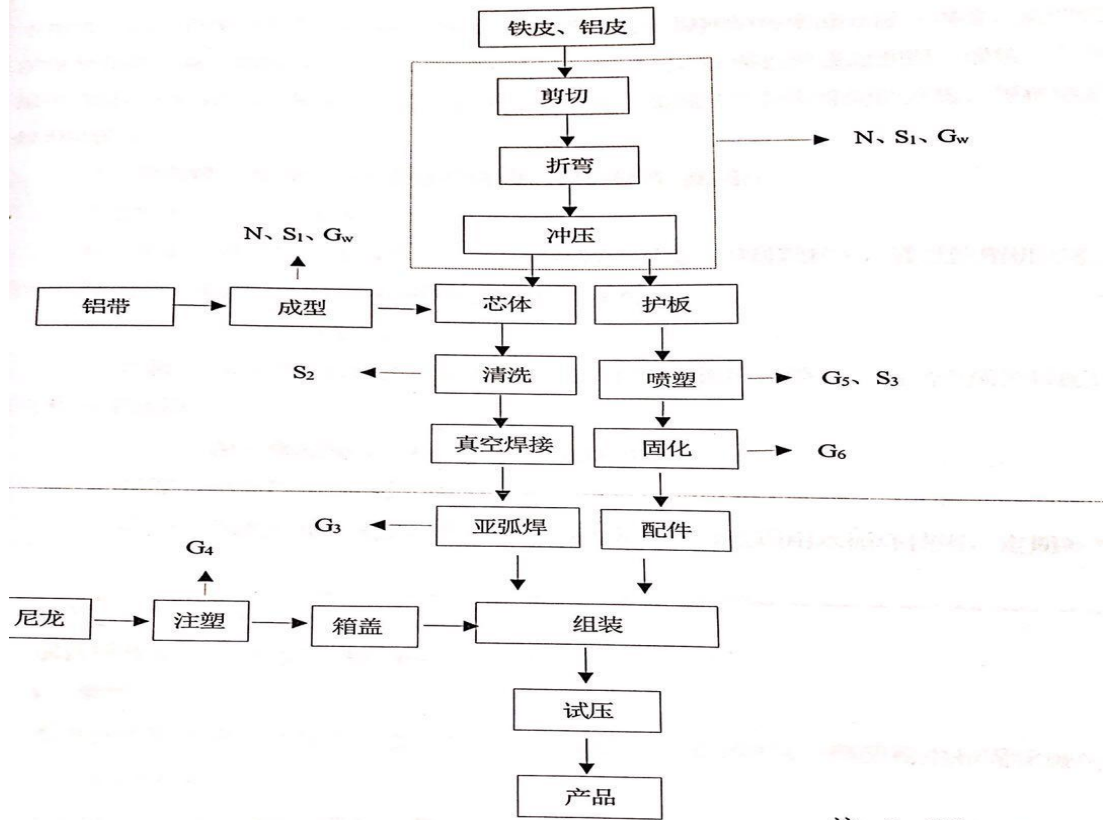 铁皮、铝皮
剪切
折弯
N、S₁、Gw
冲压
N、S₁、Gw
铝带
成型
芯体
护板
S₂
清洗
喷塑
G₅、S₃
真空焊接
固化
G₆
G₃
亚弧焊
配件
G₄
尼龙
注塑
箱盖
组装
试压
产品